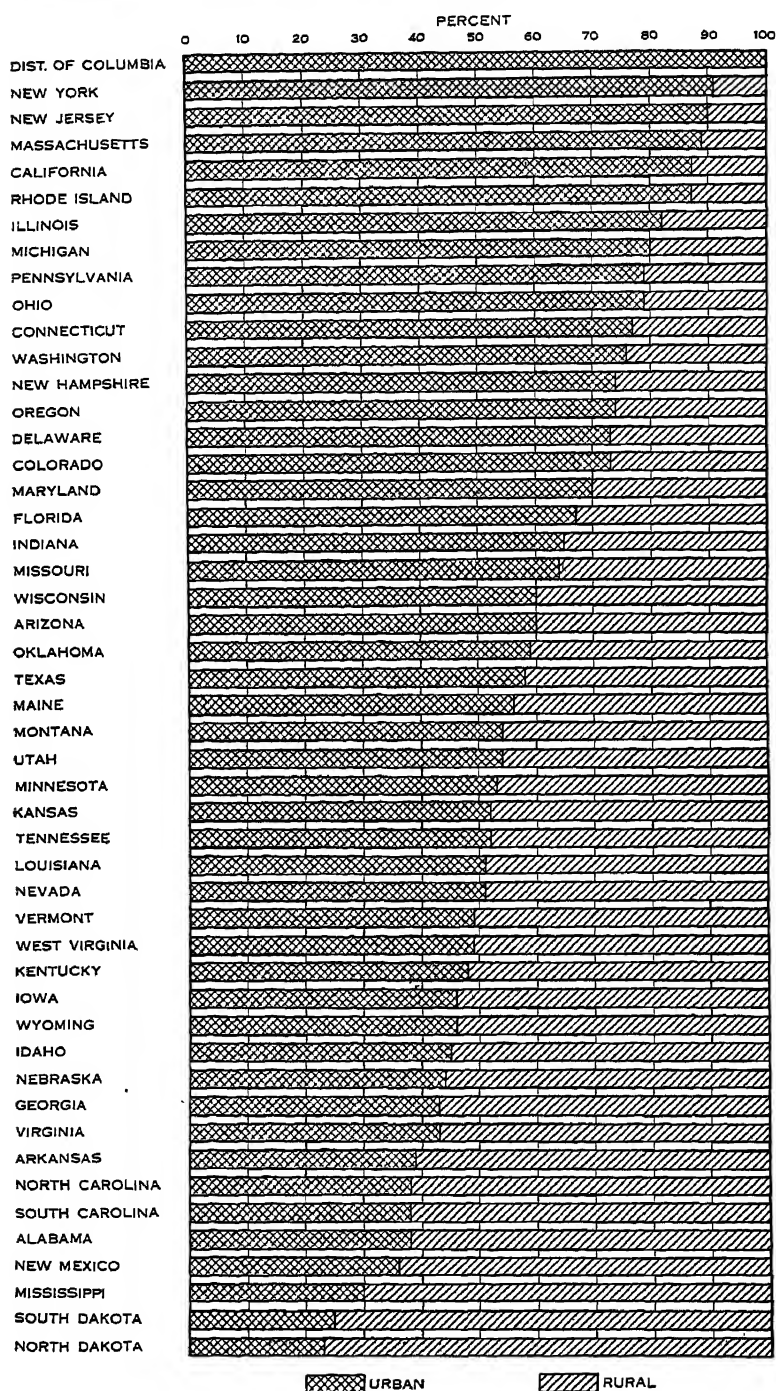 PERCENT
0 10 20 30 40 50 60 70 80 90 100
DIST. OF COLUMBIA
NEW YORK
NEW JERSEY
MASSACHUSETTS
CALIFORNIA
RHODE ISLAND
ILLINOIS
MICHIGAN
PENNSYLVANIA
OHIO
CONNECTICUT
WASHINGTON
NEW HAMPSHIRE
OREGON
DELAWARE
COLORADO
MARYLAND
FLORIDA
INDIANA
MISSOURI
WISCONSIN
ARIZONA
OKLAHOMA
TEXAS
MAINE
MONTANA
UTAH
MINNESOTA
KANSAS
TENNESSEE
LOUISIANA
NEVADA
VERMONT
WEST VIRGINIA
KENTUCKY
IOWA
WYOMING
IDAHO
NEBRASKA
GEORGIA
VIRGINIA
ARKANSAS
NORTH CAROLINA
SOUTH CAROLINA
ALABAMA
NEW MEXICO
MISSISSIPPI
SOUTH DAKOTA
NORTH DAKOTA
URBAN RURAL